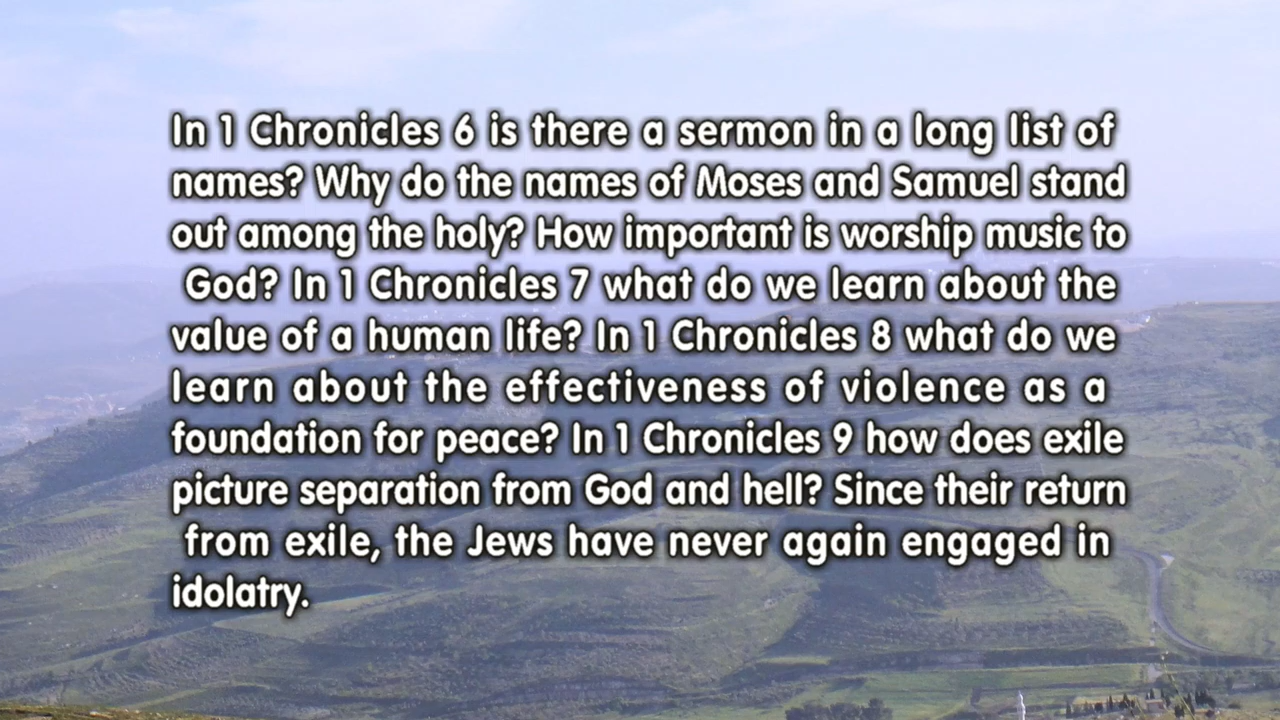 In 1 Chronicles 6 is there a sermon in a long list of
names? Why do the names of Moses and Samuel stand
out among the holy? How important is worship music to
God? In 1 Chronicles 7 what do we learn about the
value of a human life? In 1 Chronicles 8 what do we
learn about the effectiveness of violence as a
foundation for peace? In 1 Chronicles 9 how does exile
picture separation from God and hell? Since their return
from exile, the Jews have never again engaged in
idolatry.